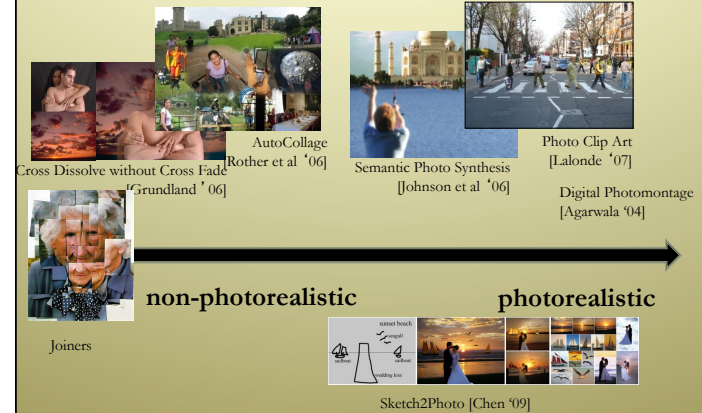 AutoCollage
[Rother et al ‘06]
Cross Dissolve without Cross Fade
[Grundland ’ 06]
Semantic Photo Synthesis
[Johnson et al ‘06]
Photo Clip Art
[Lalonde ‘07]
Digital Photomontage
[Agarwala ‘04]
non-photorealistic
photorealistic
Joiners
sunset beach
seagull
sailboat
sailboat
wedding kiss
Sketch2Photo [Chen ‘09]